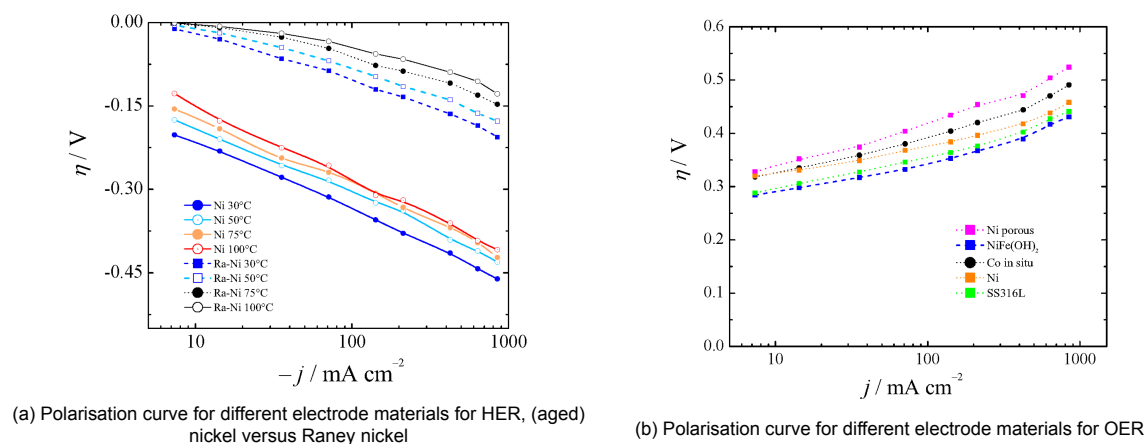 0.00
-0.15
-0.30
-0.45
η / V
Ni 30°C
Ni 50°C
Ni 75°C
Ni 100°C
Ra-Ni 30°C
Ra-Ni 50°C
Ra-Ni 75°C
Ra-Ni 100°C
10
100
1000
−j / mA cm⁻²
(a) Polarisation curve for different electrode materials for HER, (aged)
nickel versus Raney nickel
0.6
0.5
0.4
0.3
0.2
0.1
0.0
η / V
Ni porous
NiFe(OH)₂
Co in situ
Ni
SS316L
10
100
1000
j / mA cm⁻²
(b) Polarisation curve for different electrode materials for OER